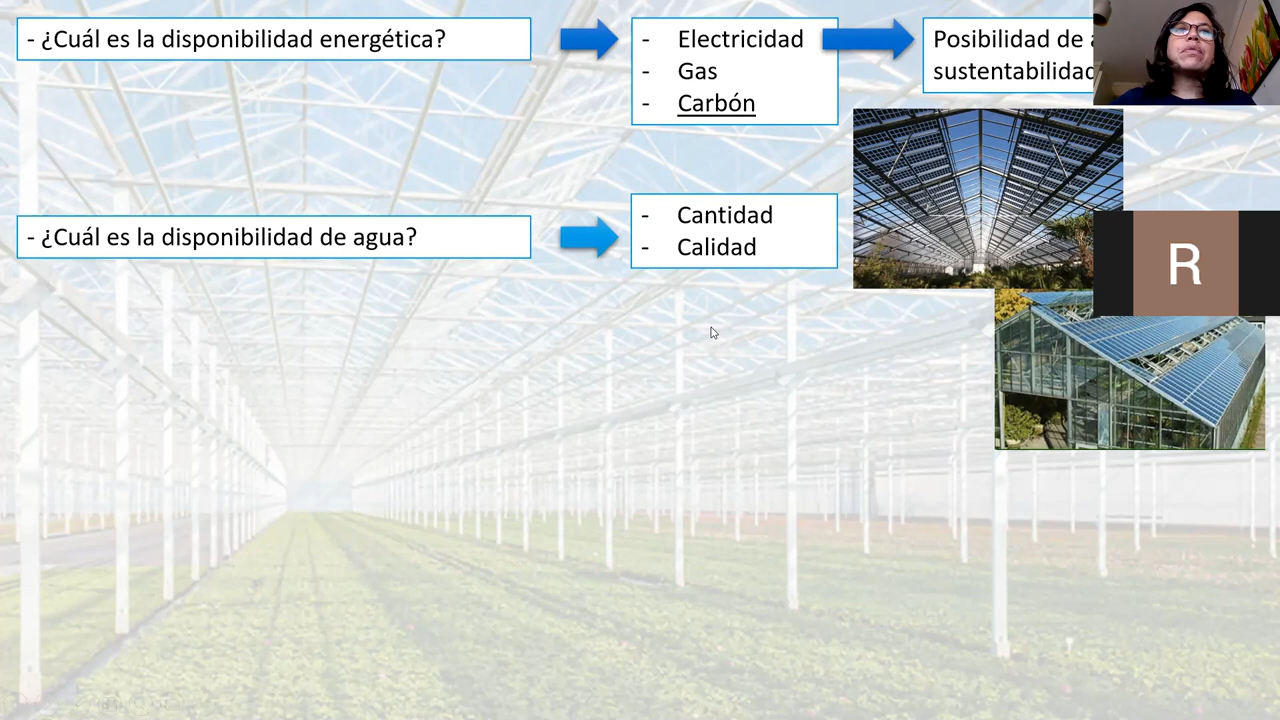 - ¿Cuál es la disponibilidad energética?
- Electricidad
- Gas
- Carbón
Posibilidad de
sustentabilidad
- ¿Cuál es la disponibilidad de agua?
- Cantidad
- Calidad
R